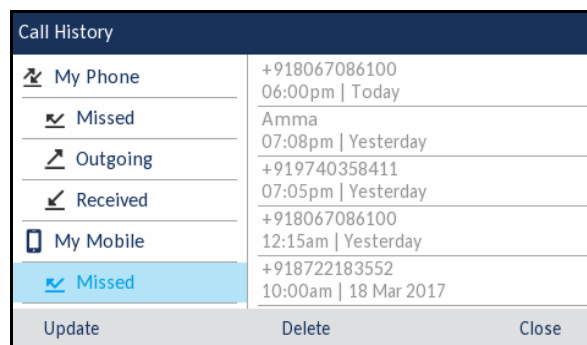 Call History
My Phone
Missed
Outgoing
Received
My Mobile
Missed
+918067086100
06:00pm | Today
Amma
07:08pm | Yesterday
+919740358411
07:05pm | Yesterday
+918067086100
12:15am | Yesterday
+918722183552
10:00am | 18 Mar 2017
Update Delete Close